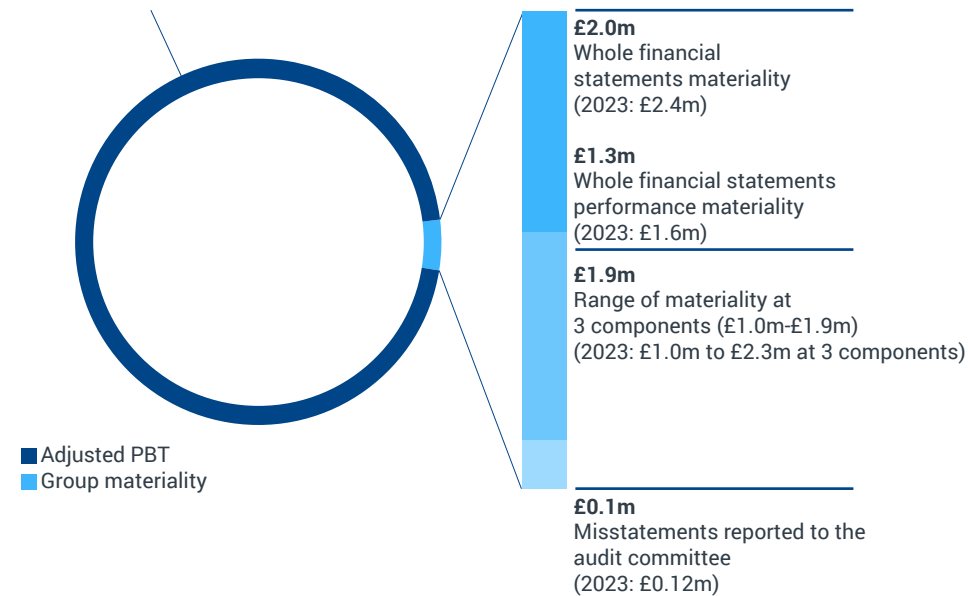 £2.0m
Whole financial
statements materiality
(2023: £2.4m)
£1.3m
Whole financial statements
performance materiality
(2023: £1.6m)
£1.9m
Range of materiality at
3 components (£1.0m-£1.9m)
(2023: £1.0m to £2.3m at 3 components)
Adjusted PBT
Group materiality
£0.1m
Misstatements reported to the
audit committee
(2023: £0.12m)